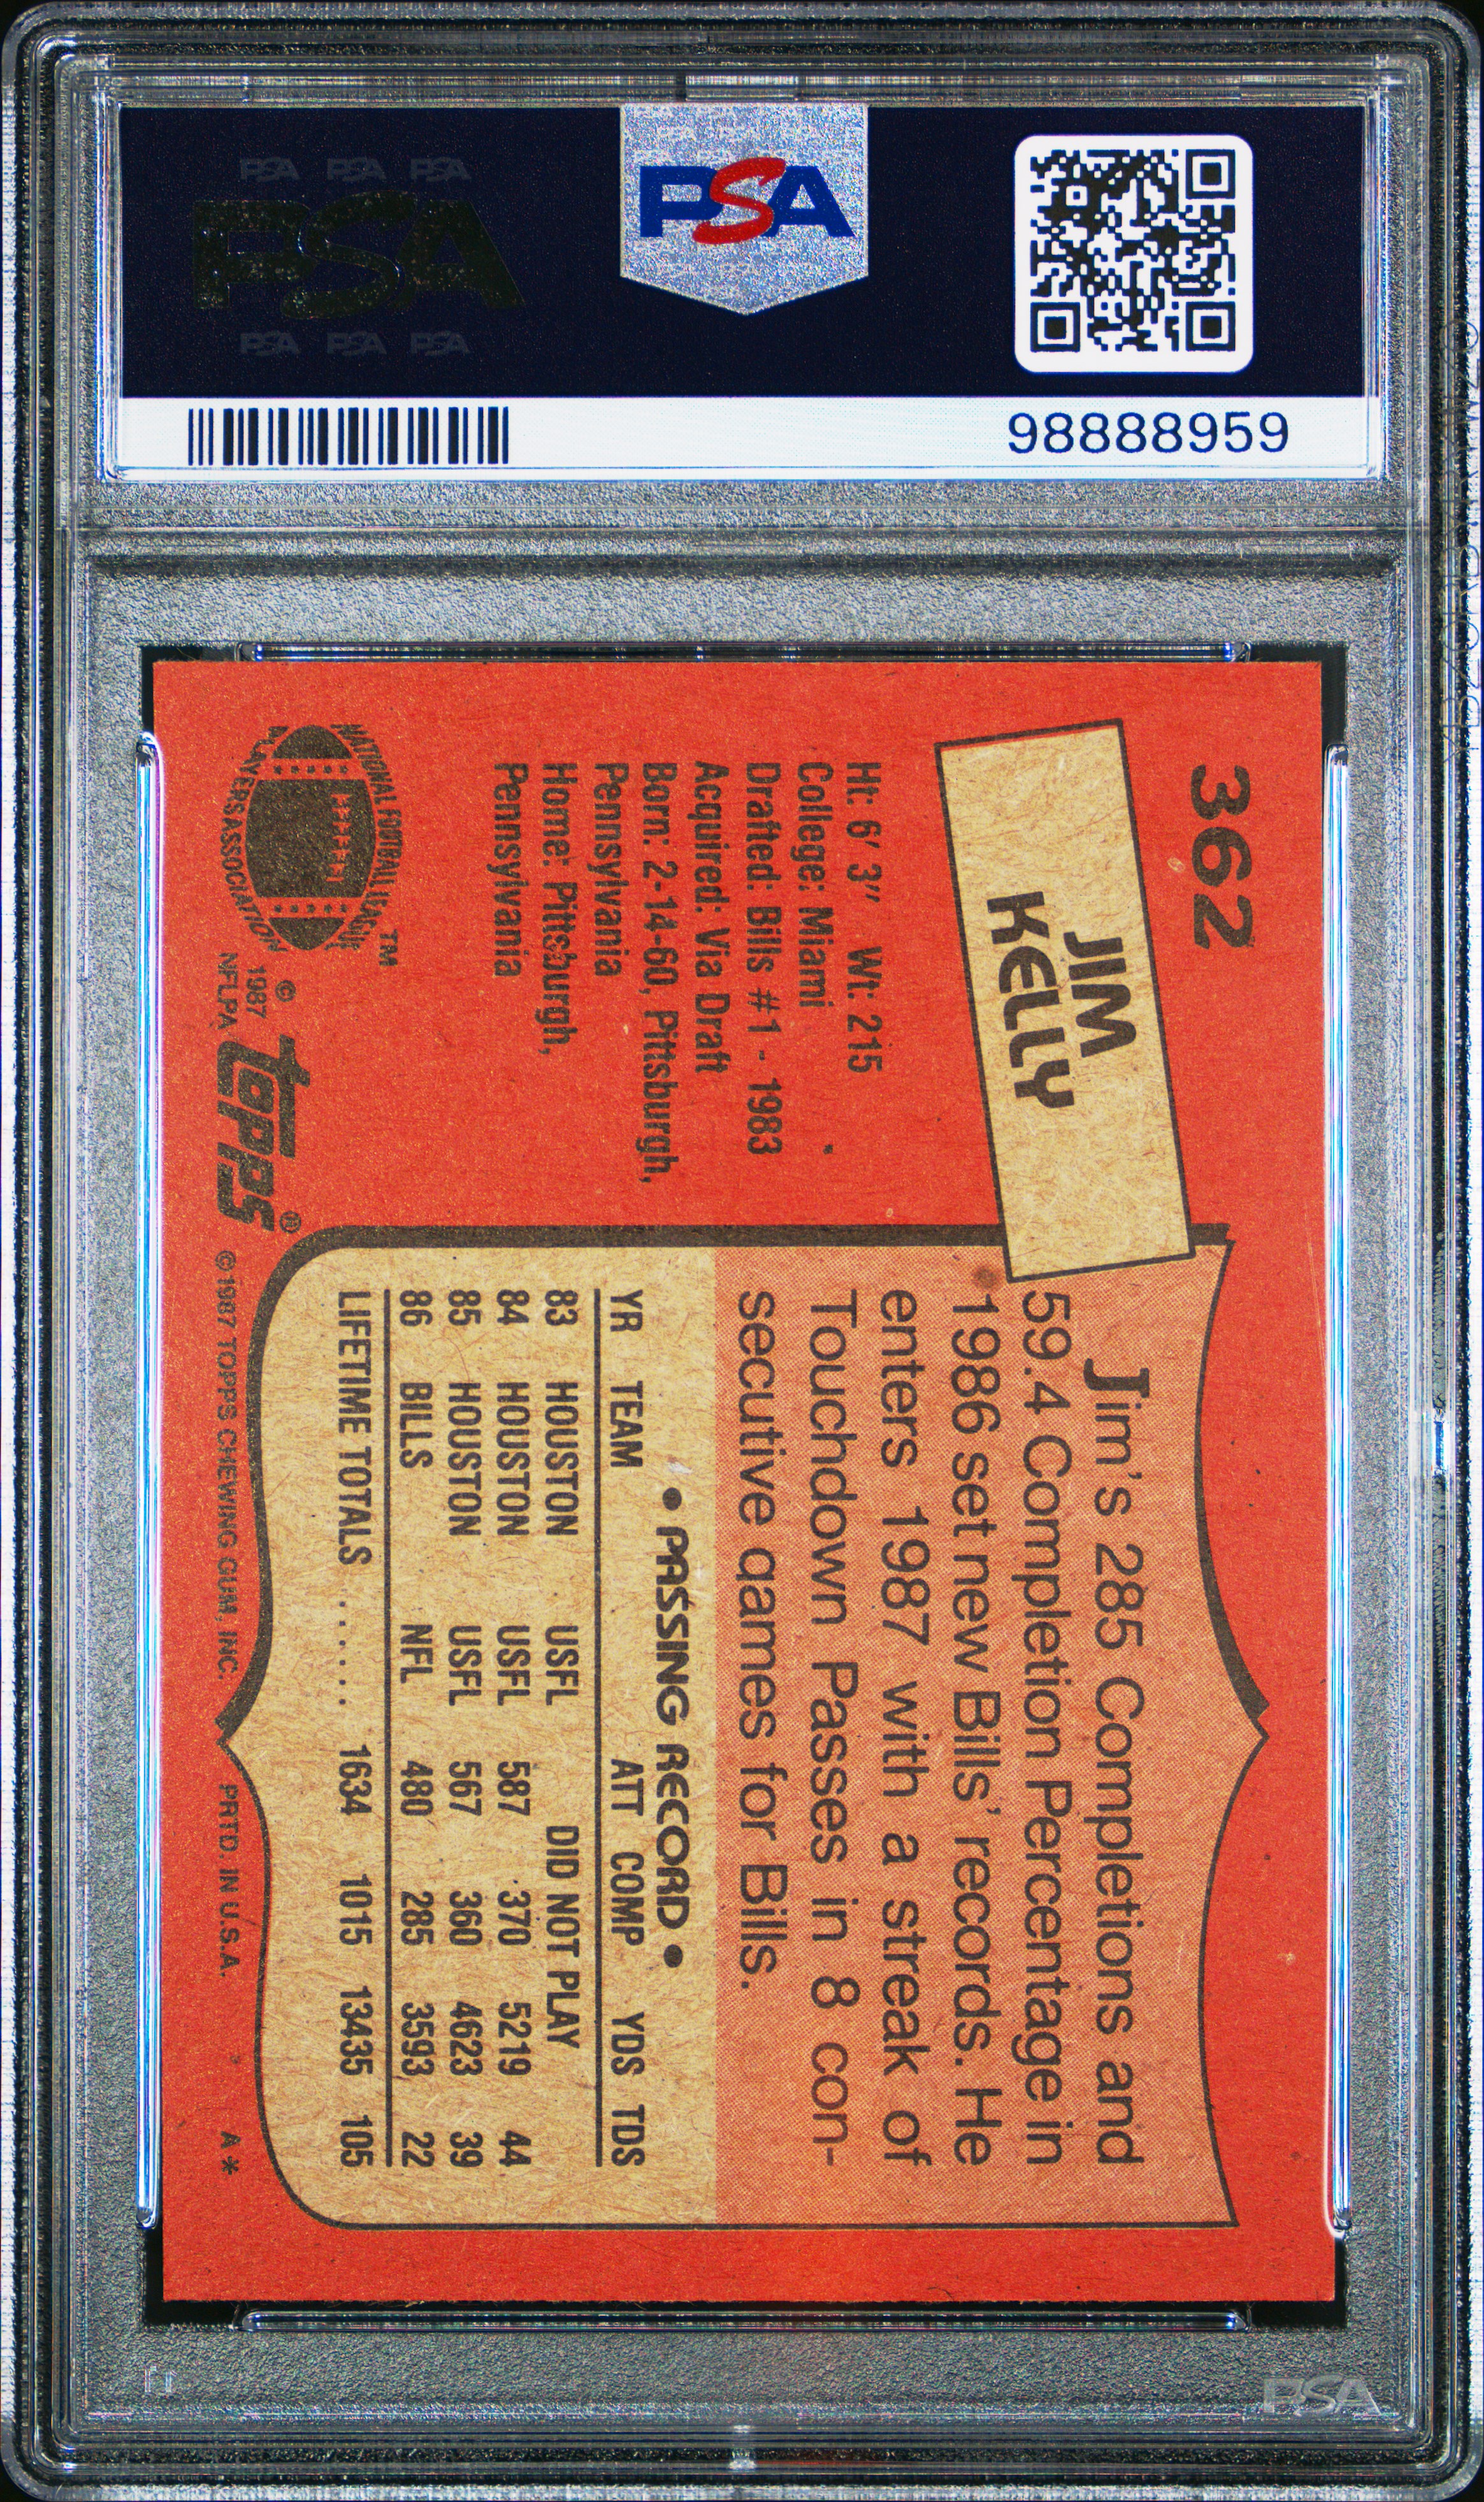 PSA PSA PSA
PSA
PSA PSA PSA
PSA
98888959
362
JIM
KELLY
Ht: 6' 3" Wt: 215
College: Miami
Drafted: Bills #1 - 1983
Acquired: Via Draft
Born: 2-14-60, Pittsburgh,
Pennsylvania
Home: Pittsburgh,
Pennsylvania
NATIONAL FOOTBALL LEAGUE
PLAYERS ASSOCIATION
TM
©
1987
NFLPA
topps®
Jim's 285 Completions and
59.4 Completion Percentage in
1986 set new Bills' records. He
enters 1987 with a streak of
Touchdown Passes in 8 con-
secutive games for Bills.
• PASSING RECORD •
YR TEAM ATT COMP YDS TDS
83 HOUSTON USFL DID NOT PLAY
84 HOUSTON USFL 587 370 5219 44
85 HOUSTON USFL 567 360 4623 39
86 BILLS NFL 480 285 3593 22
LIFETIME TOTALS ...... 1634 1015 13435 105
© 1987 TOPPS CHEWING GUM, INC. PRTD. IN U.S.A. A*
PSA